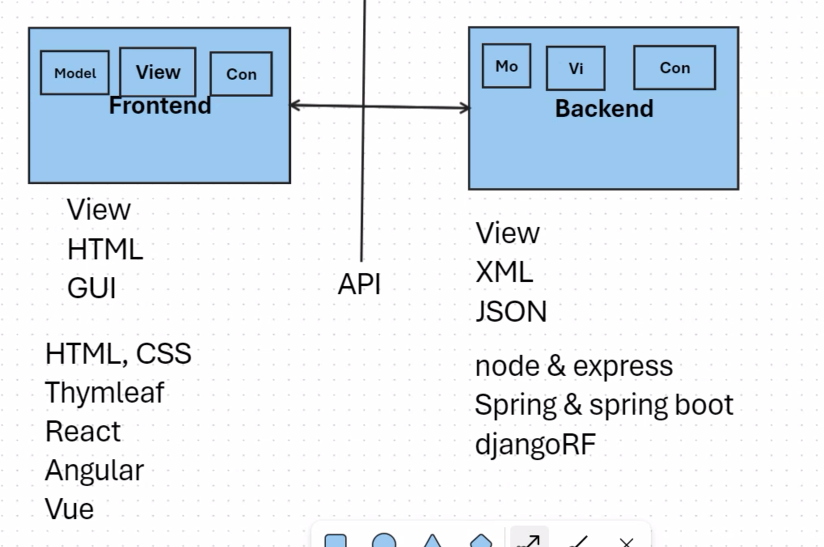 Model
View
Con
Frontend
Mo
Vi
Con
Backend
View
HTML
GUI
API
View
XML
JSON
HTML, CSS
Thymleaf
React
Angular
Vue
node & express
Spring & spring boot
djangoRF